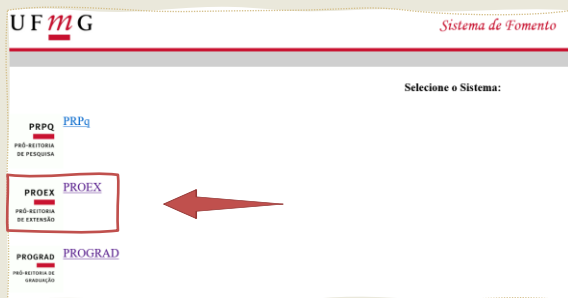 UFMG
Sistema de Fomento
Selecione o Sistema:
PRPQ
PRÓ-REITORIA
DE PESQUISA
PRPq
PROEX
PRÓ-REITORIA
DE EXTENSÃO
PROEX
PROGRAD
PRÓ-REITORIA DE
GRADUAÇÃO
PROGRAD